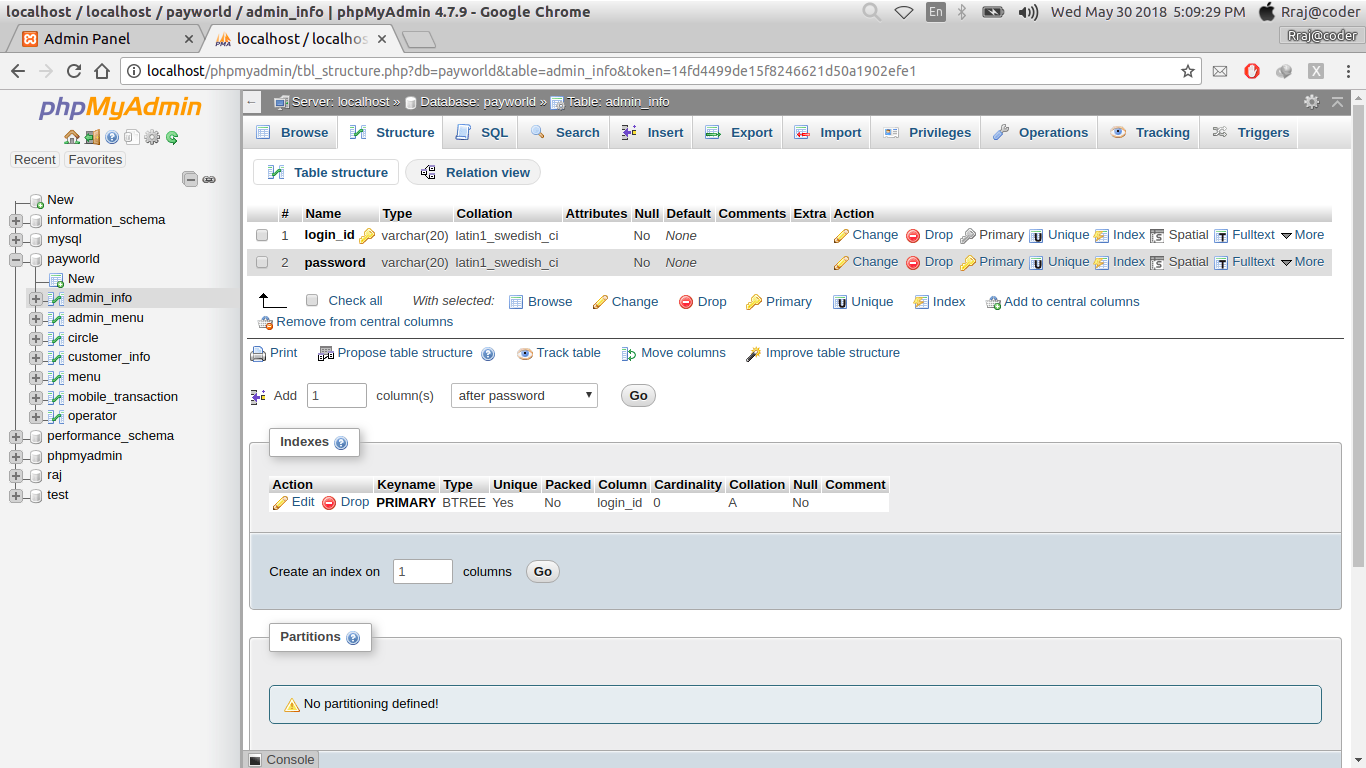 localhost / localhost / payworld / admin_info | phpMyAdmin 4.7.9 - Google Chrome En Wed May 30 2018 5:09:29 PM Rraj@coder
Admin Panel localhost / localhos Rraj@coder
localhost/phpmyadmin/tbl_structure.php?db=payworld&table=admin_info&token=14fd4499de15f8246621d50a1902efe1
phpMyAdmin
Recent Favorites
New
information_schema
mysql
payworld
New
admin_info
admin_menu
circle
customer_info
menu
mobile_transaction
operator
performance_schema
phpmyadmin
raj
test
Server: localhost » Database: payworld » Table: admin_info
Browse Structure SQL Search Insert Export Import Privileges Operations Tracking Triggers
Table structure Relation view
# Name Type Collation Attributes Null Default Comments Extra Action
1 login_id varchar(20) latin1_swedish_ci No None Change Drop Primary Unique Index Spatial Fulltext More
2 password varchar(20) latin1_swedish_ci No None Change Drop Primary Unique Index Spatial Fulltext More
Check all With selected: Browse Change Drop Primary Unique Index Add to central columns
Remove from central columns
Print Propose table structure Track table Move columns Improve table structure
Add 1 column(s) after password Go
Indexes
Action Keyname Type Unique Packed Column Cardinality Collation Null Comment
Edit Drop PRIMARY BTREE Yes No login_id 0 A No
Create an index on 1 columns Go
Partitions
No partitioning defined!
Console